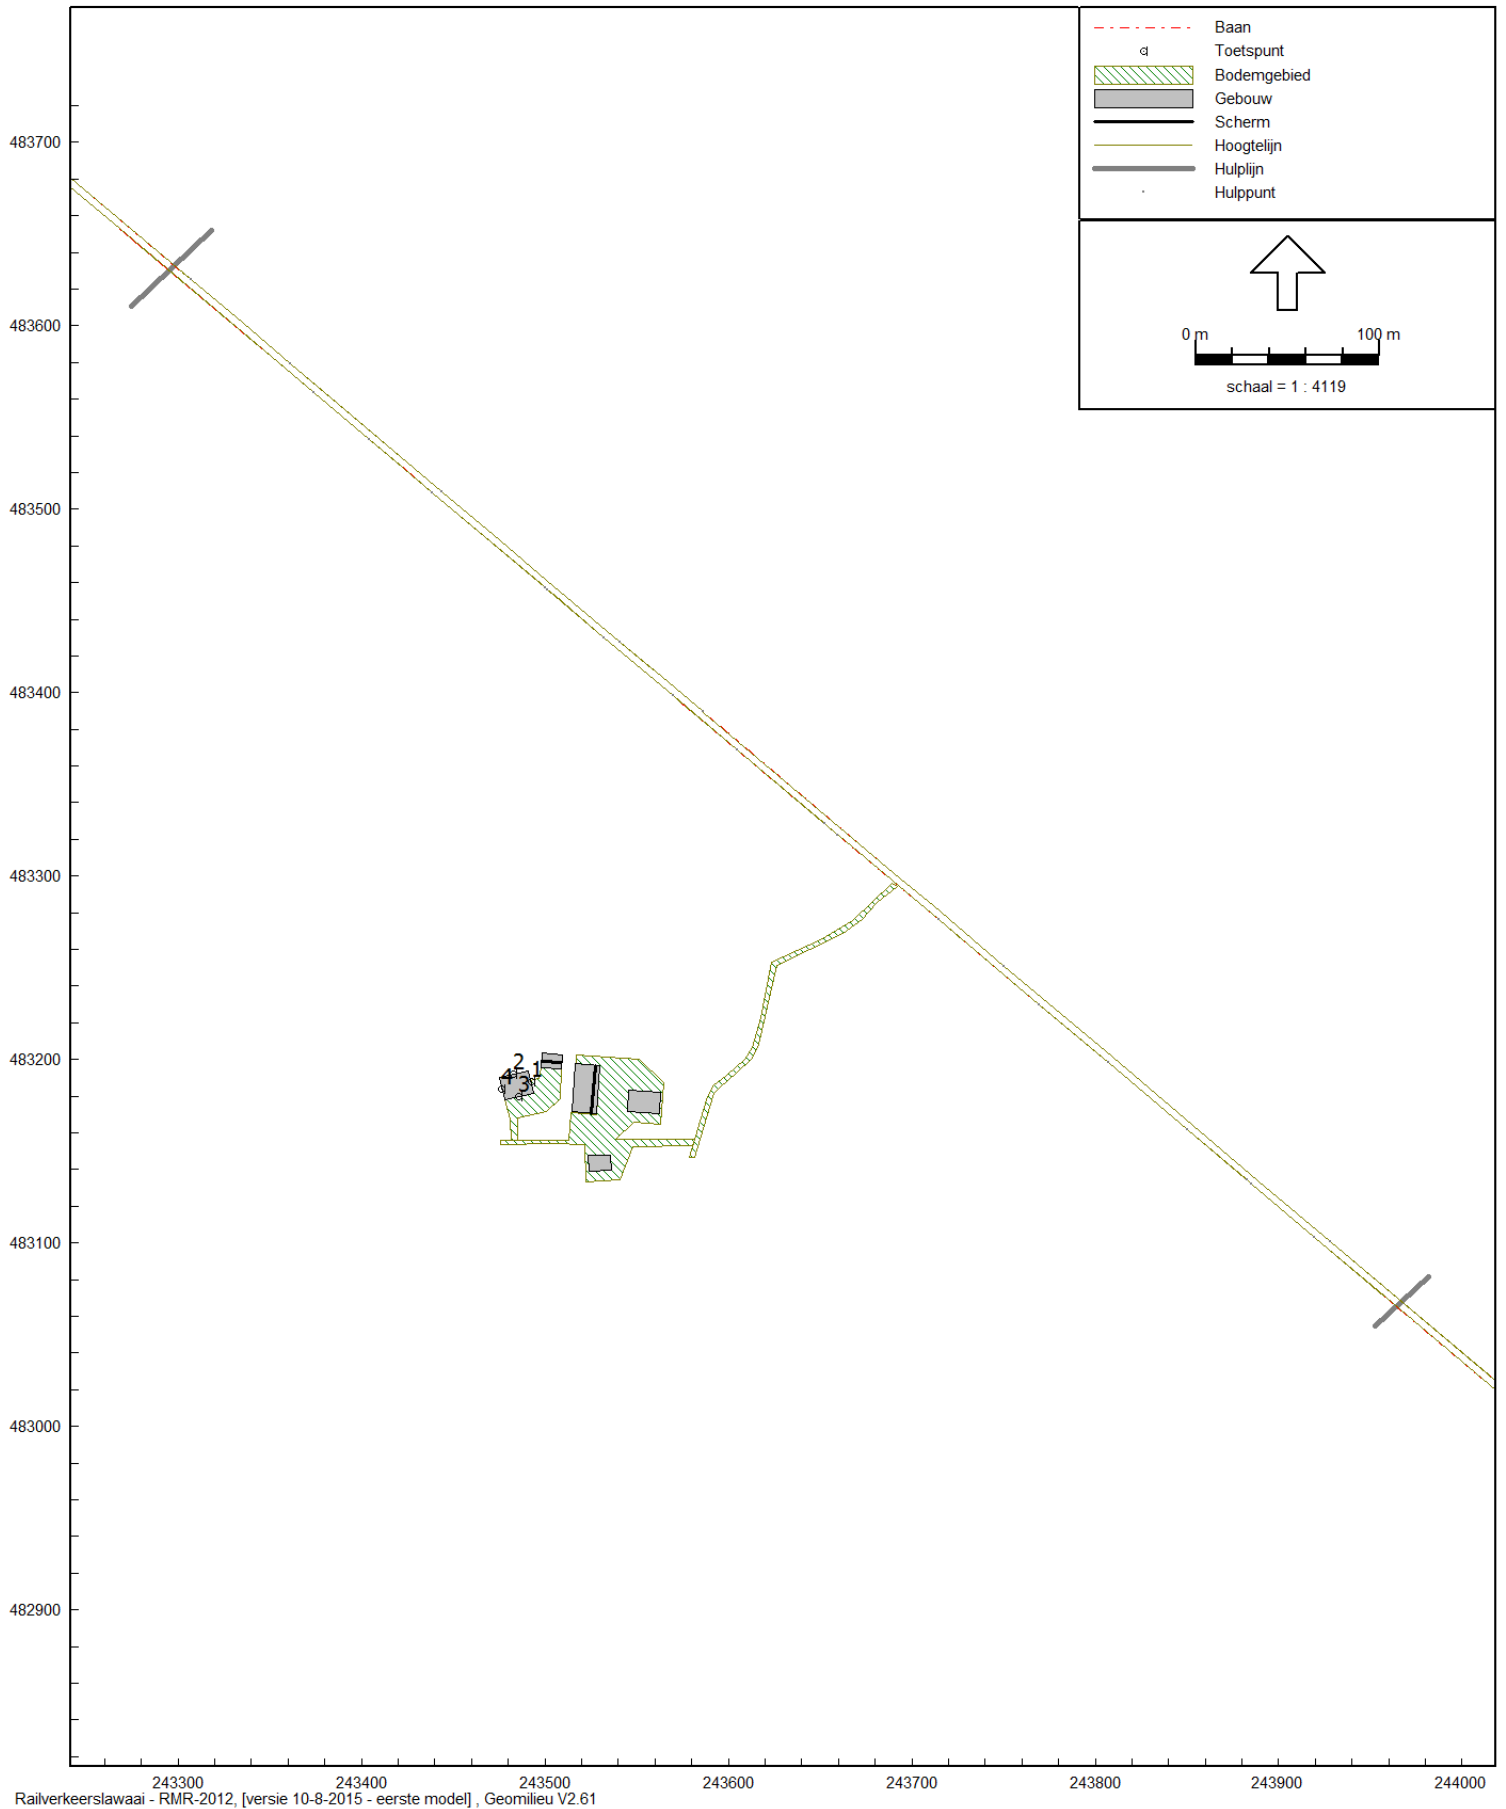 Baan
Toetspunt
Bodemgebied
Gebouw
Scherm
Hoogtelijn
Hulplijn
Hulppunt
0 m 100 m
schaal = 1 : 4119
483700
483600
483500
483400
483300
483200
483100
483000
482900
2
1
4
3
243300 243400 243500 243600 243700 243800 243900 244000
Railverkeerslawaai - RMR-2012, [versie 10-8-2015 - eerste model] , Geomilieu V2.61